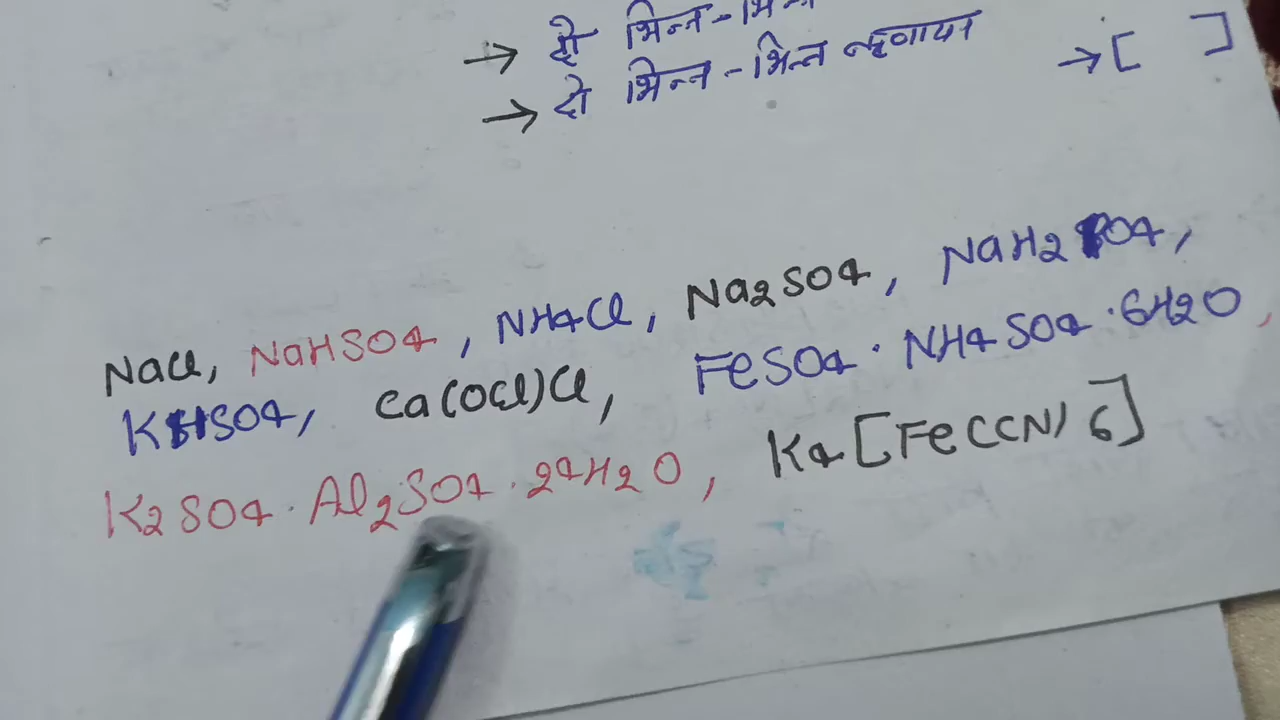 → दो भिन्न-भिन्न
→ दो भिन्न-भिन्न → [ ]
NaCl, NaHSO4, NH4Cl, Na2SO4, NaH2PO4,
KHSO4, Ca(OCl)Cl, FeSO4·NH4SO4·6H2O,
K2SO4·Al2SO4·24H2O, K4[Fe(CN)6]